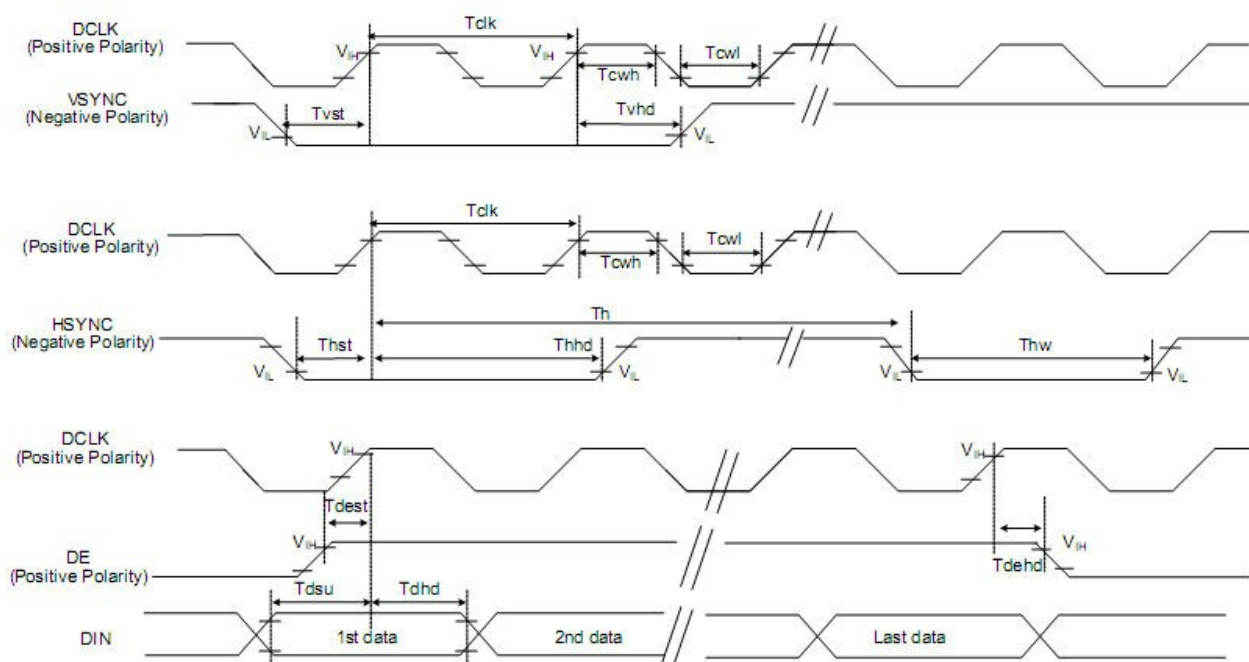 DCLK
(Positive Polarity)
Tclk
VIH
VIH
Tcwh
Tcwl
VSYNC
(Negative Polarity)
Tvst
Tvhd
VIL
VIL
DCLK
(Positive Polarity)
Tclk
Tcwh
Tcwl
HSYNC
(Negative Polarity)
Th
Thst
Thhd
Thw
VIL
VIL
VIL
DCLK
(Positive Polarity)
VIH
VIH
Tdest
DE
(Positive Polarity)
VIH
VIH
Tdehd
Tdsu
Tdhd
DIN
1st data
2nd data
Last data